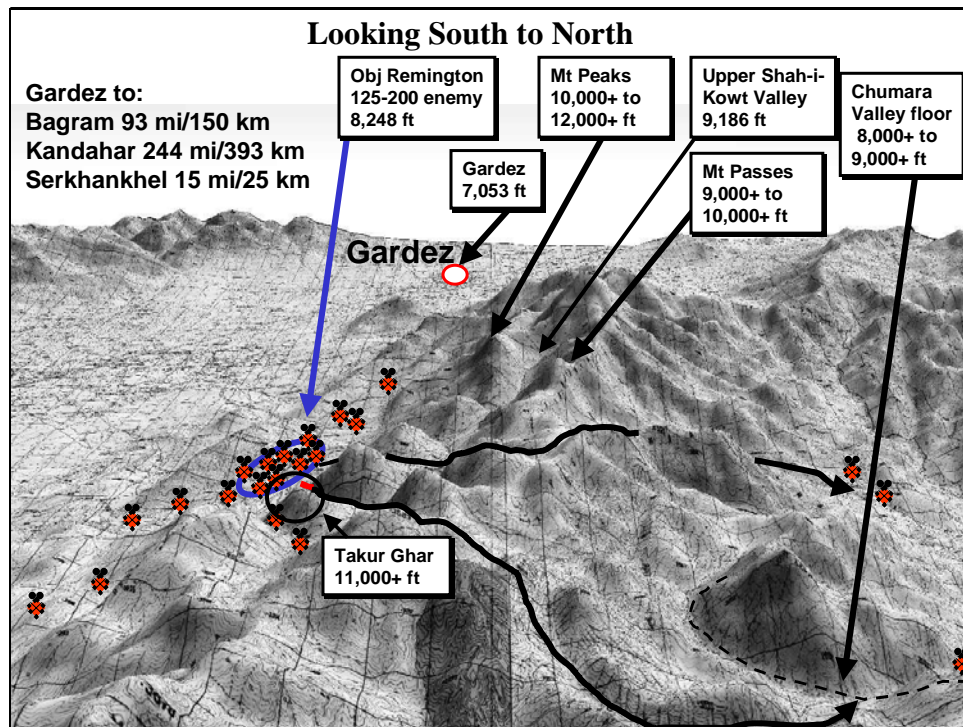 Looking South to North
Gardez to:
Bagram 93 mi/150 km
Kandahar 244 mi/393 km
Serkhankhel 15 mi/25 km
Obj Remington
125-200 enemy
8,248 ft
Mt Peaks
10,000+ to
12,000+ ft
Upper Shah-i-
Kowt Valley
9,186 ft
Chumara
Valley floor
8,000+ to
9,000+ ft
Gardez
7,053 ft
Mt Passes
9,000+ to
10,000+ ft
Gardez
Takur Ghar
11,000+ ft